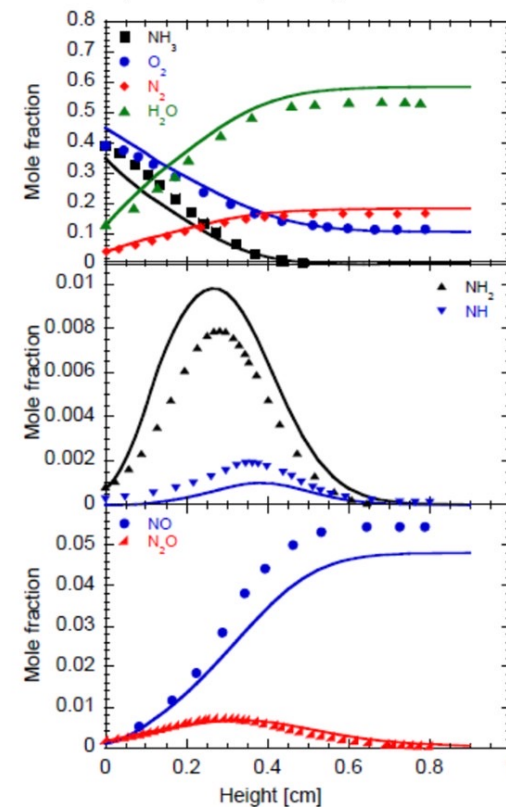 0.8
0.7
0.6
0.5
0.4
0.3
0.2
0.1
0
Mole fraction
NH3
O2
N2
H2O
0.01
0.008
0.006
0.004
0.002
0
Mole fraction
NH2
NH
0.05
0.04
0.03
0.02
0.01
0
Mole fraction
NO
N2O
0 0.2 0.4 0.6 0.8
Height [cm]